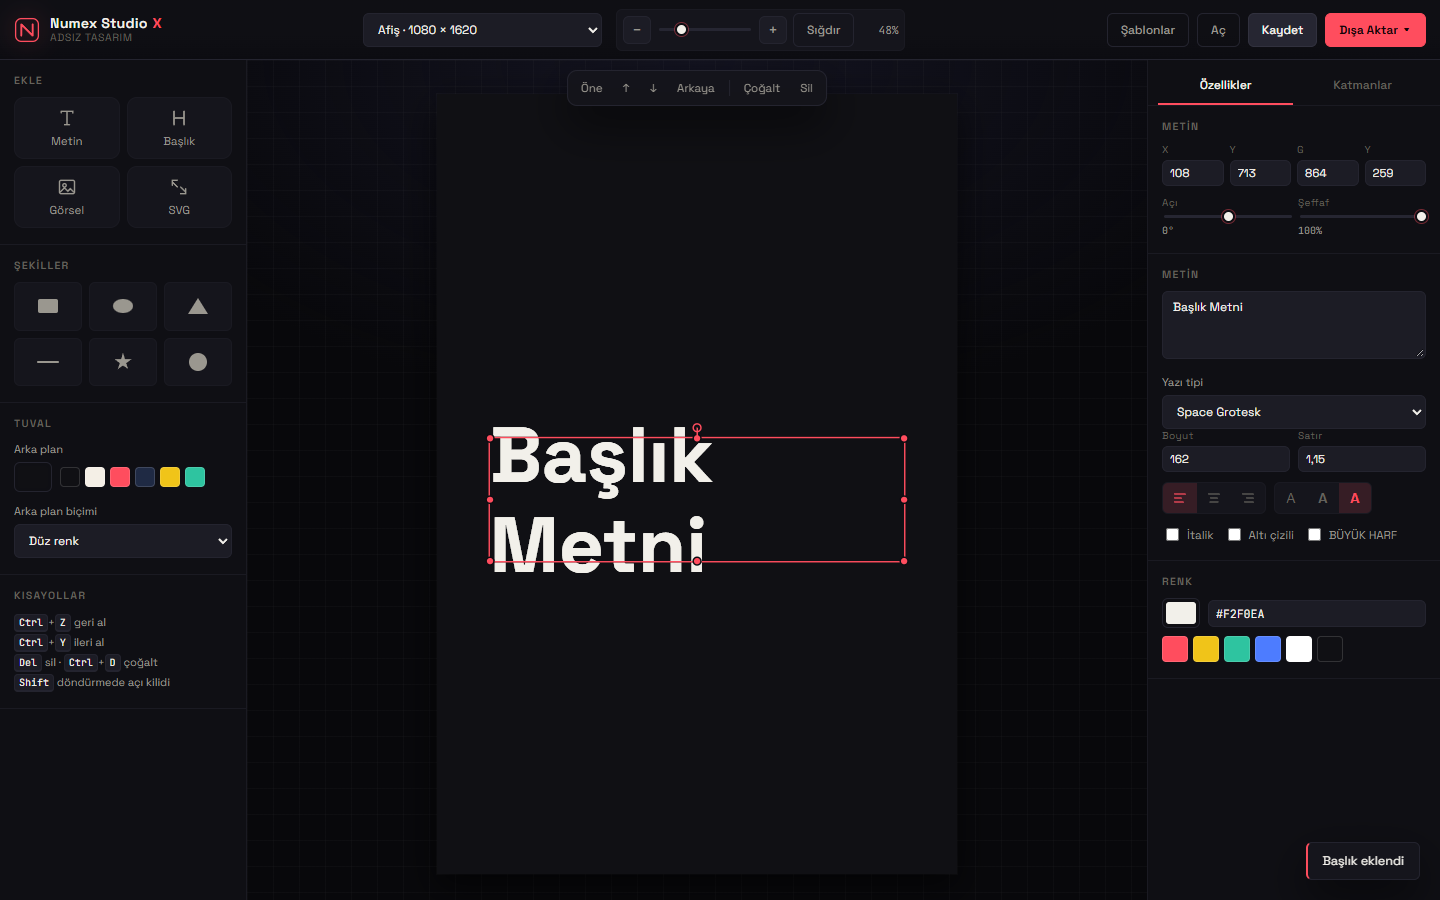 Numex Studio X
ADSIZ TASARIM
Afiş · 1080 × 1620
−
+
Sığdır
48%
Şablonlar
Aç
Kaydet
Dışa Aktar
EKLE
Metin
Başlık
Görsel
SVG
ŞEKİLLER
TUVAL
Arka plan
Arka plan biçimi
Düz renk
KISAYOLLAR
Ctrl + Z geri al
Ctrl + Y ileri al
Del sil · Ctrl + D çoğalt
Shift döndürmede açı kilidi
Öne ↑ ↓ Arkaya Çoğalt Sil
Başlık
Metni
Özellikler
Katmanlar
METİN
X Y G Y
108 713 864 259
Açı Şeffaf
0° 100%
METİN
Başlık Metni
Yazı tipi
Space Grotesk
Boyut Satır
162 1,15
A A A
İtalik Altı çizili BÜYÜK HARF
RENK
#F2F0EA
Başlık eklendi